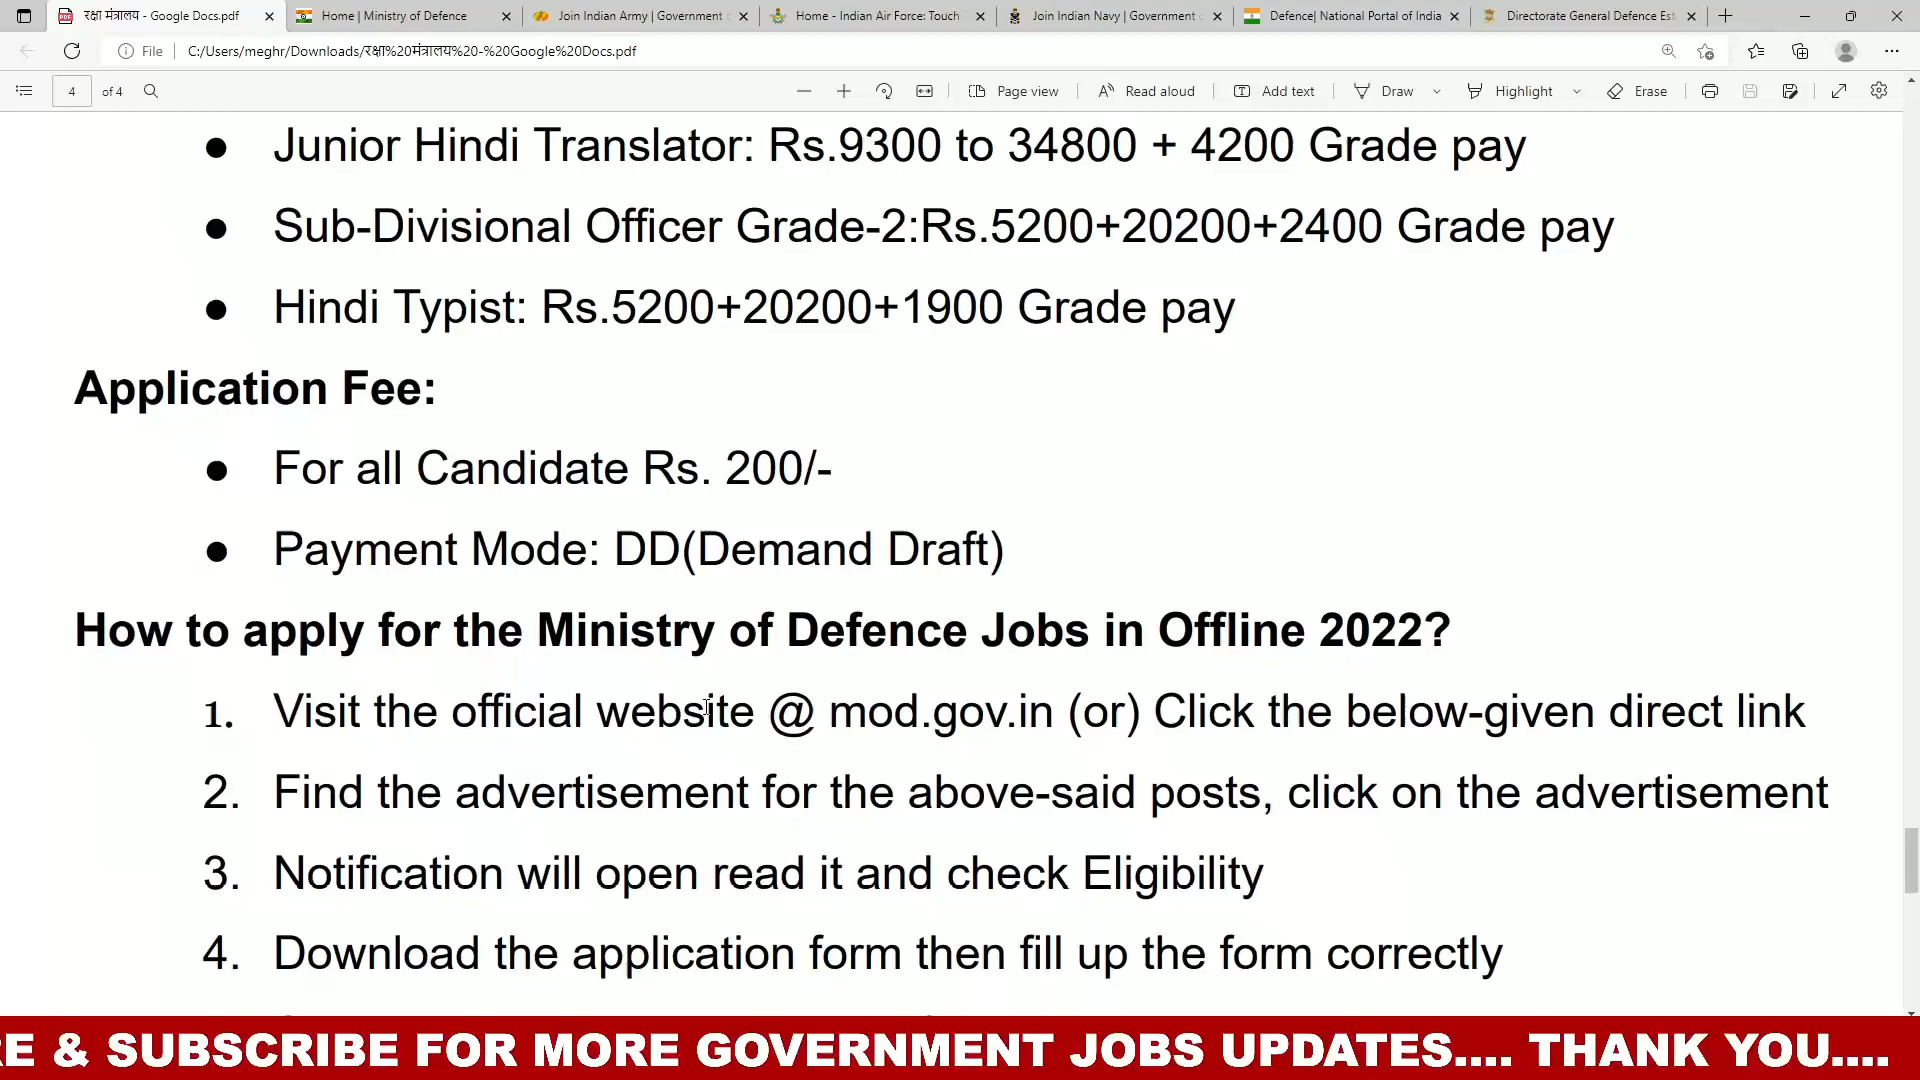 रक्षा मंत्रालय - Google Docs.pdf
Home | Ministry of Defence
Join Indian Army | Government
Home - Indian Air Force: Touch
Join Indian Navy | Government
Defence| National Portal of India
Directorate General Defence Est
File
C:/Users/meghr/Downloads/रक्षा%20मंत्रालय%20-%20Google%20Docs.pdf
4 of 4
Page view
Read aloud
Add text
Draw
Highlight
Erase
● Junior Hindi Translator: Rs.9300 to 34800 + 4200 Grade pay
● Sub-Divisional Officer Grade-2:Rs.5200+20200+2400 Grade pay
● Hindi Typist: Rs.5200+20200+1900 Grade pay
Application Fee:
● For all Candidate Rs. 200/-
● Payment Mode: DD(Demand Draft)
How to apply for the Ministry of Defence Jobs in Offline 2022?
1. Visit the official website @ mod.gov.in (or) Click the below-given direct link
2. Find the advertisement for the above-said posts, click on the advertisement
3. Notification will open read it and check Eligibility
4. Download the application form then fill up the form correctly
RE & SUBSCRIBE FOR MORE GOVERNMENT JOBS UPDATES.... THANK YOU....